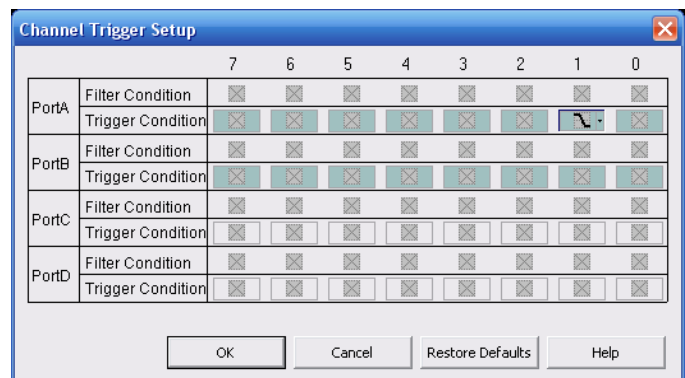 Channel Trigger Setup
7 6 5 4 3 2 1 0
PortA
Filter Condition
Trigger Condition
PortB
Filter Condition
Trigger Condition
PortC
Filter Condition
Trigger Condition
PortD
Filter Condition
Trigger Condition
OK Cancel Restore Defaults Help